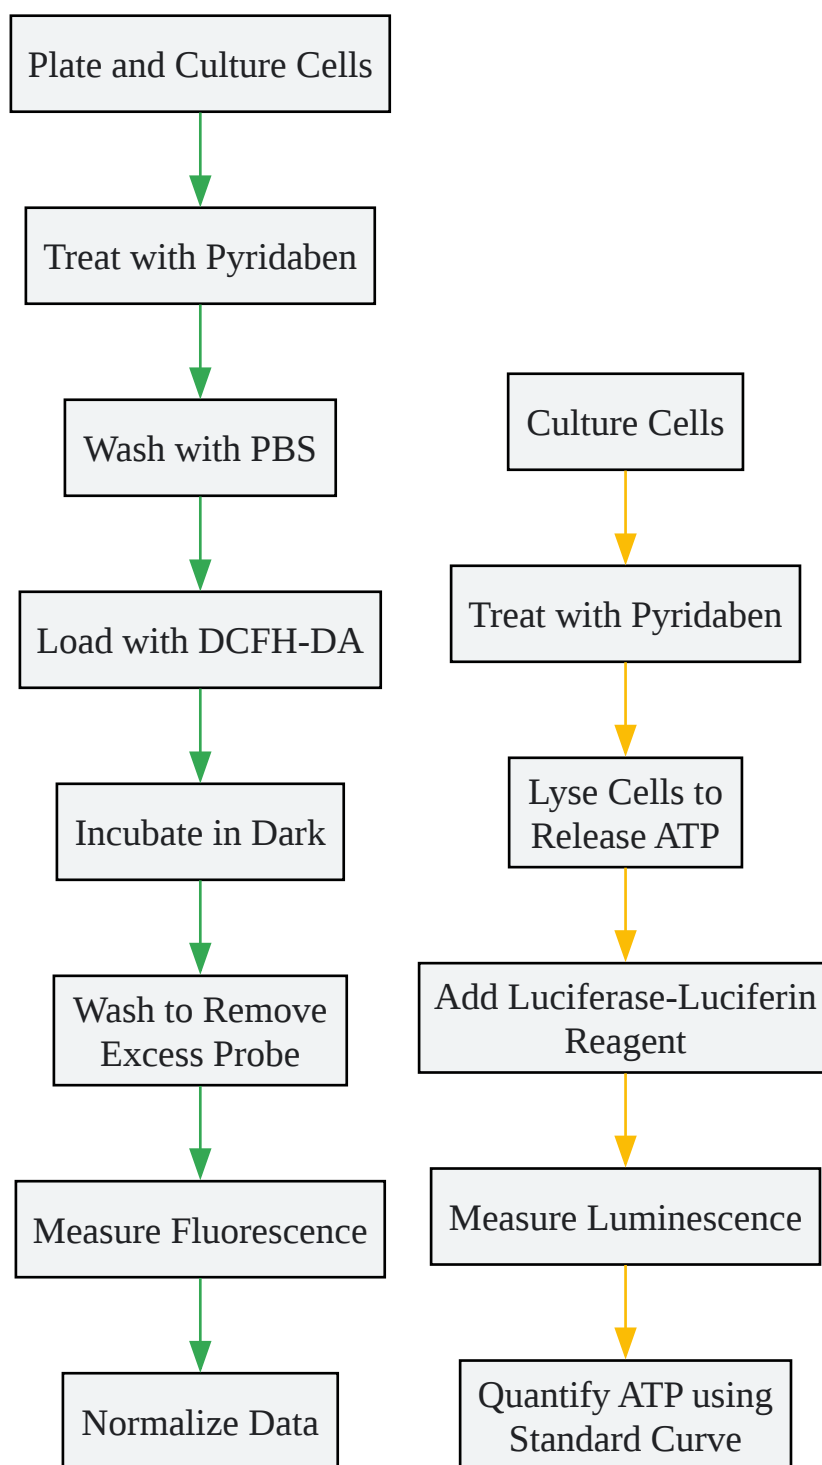 Plate and Culture Cells
Treat with Pyridaben
Wash with PBS
Load with DCFH-DA
Incubate in Dark
Wash to Remove
Excess Probe
Measure Fluorescence
Normalize Data
Culture Cells
Treat with Pyridaben
Lyse Cells to
Release ATP
Add Luciferase-Luciferin
Reagent
Measure Luminescence
Quantify ATP using
Standard Curve